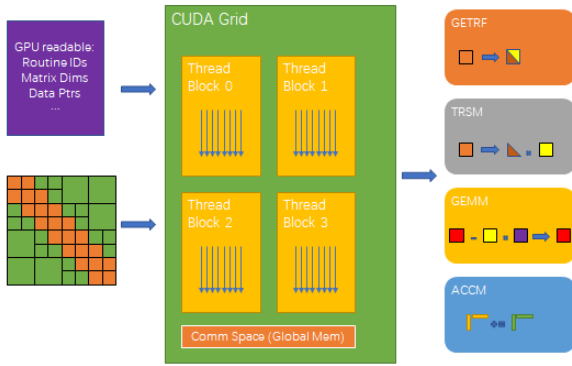 GPU readable:
Routine IDs
Matrix Dims
Data Ptrs
...
CUDA Grid
Thread
Block 0
Thread
Block 1
Thread
Block 2
Thread
Block 3
Comm Space (Global Mem)
GETRF
TRSM
=
GEMM
-
=
ACCM
+=